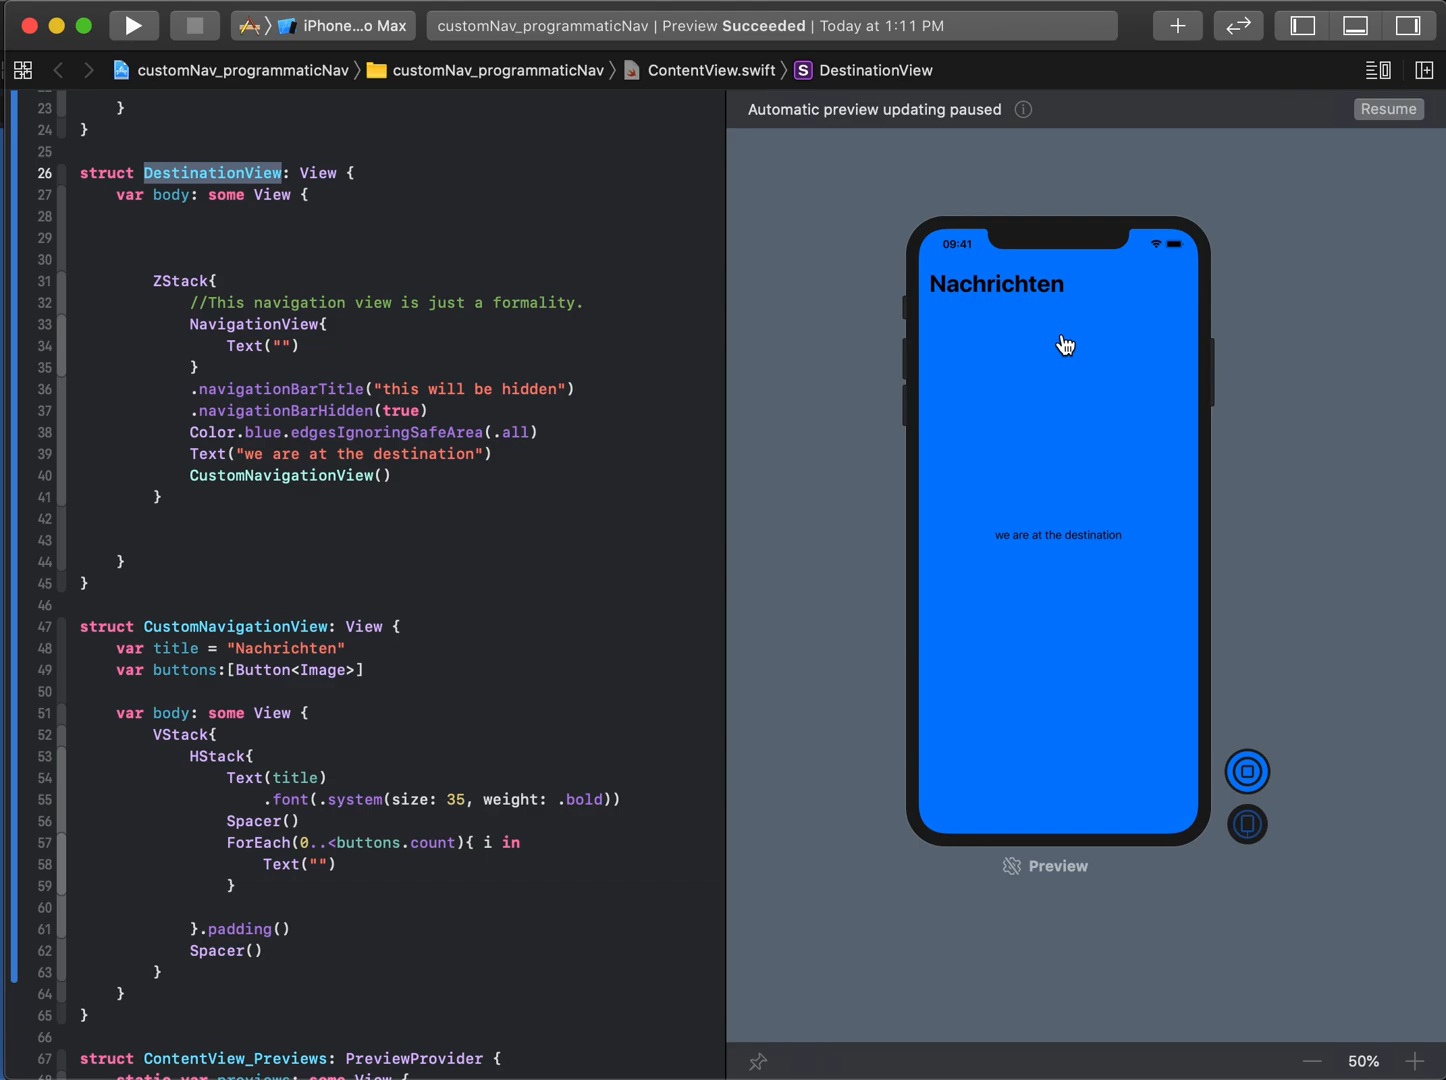 iPhone...o Max
customNav_programmaticNav | Preview Succeeded | Today at 1:11 PM
customNav_programmaticNav
customNav_programmaticNav
ContentView.swift
S DestinationView
Automatic preview updating paused
Resume
23 }
24 }
25
26 struct DestinationView: View {
27 var body: some View {
28
29
30
31 ZStack{
32 //This navigation view is just a formality.
33 NavigationView{
34 Text("")
35 }
36 .navigationBarTitle("this will be hidden")
37 .navigationBarHidden(true)
38 Color.blue.edgesIgnoringSafeArea(.all)
39 Text("we are at the destination")
40 CustomNavigationView()
41 }
42
43
44 }
45 }
46
47 struct CustomNavigationView: View {
48 var title = "Nachrichten"
49 var buttons:[Button<Image>]
50
51 var body: some View {
52 VStack{
53 HStack{
54 Text(title)
55 .font(.system(size: 35, weight: .bold))
56 Spacer()
57 ForEach(0..<buttons.count){ i in
58 Text("")
59 }
60
61 }.padding()
62 Spacer()
63 }
64 }
65 }
66
67 struct ContentView_Previews: PreviewProvider {
68 static var previews: some View {
09:41
Nachrichten
we are at the destination
Preview
50%